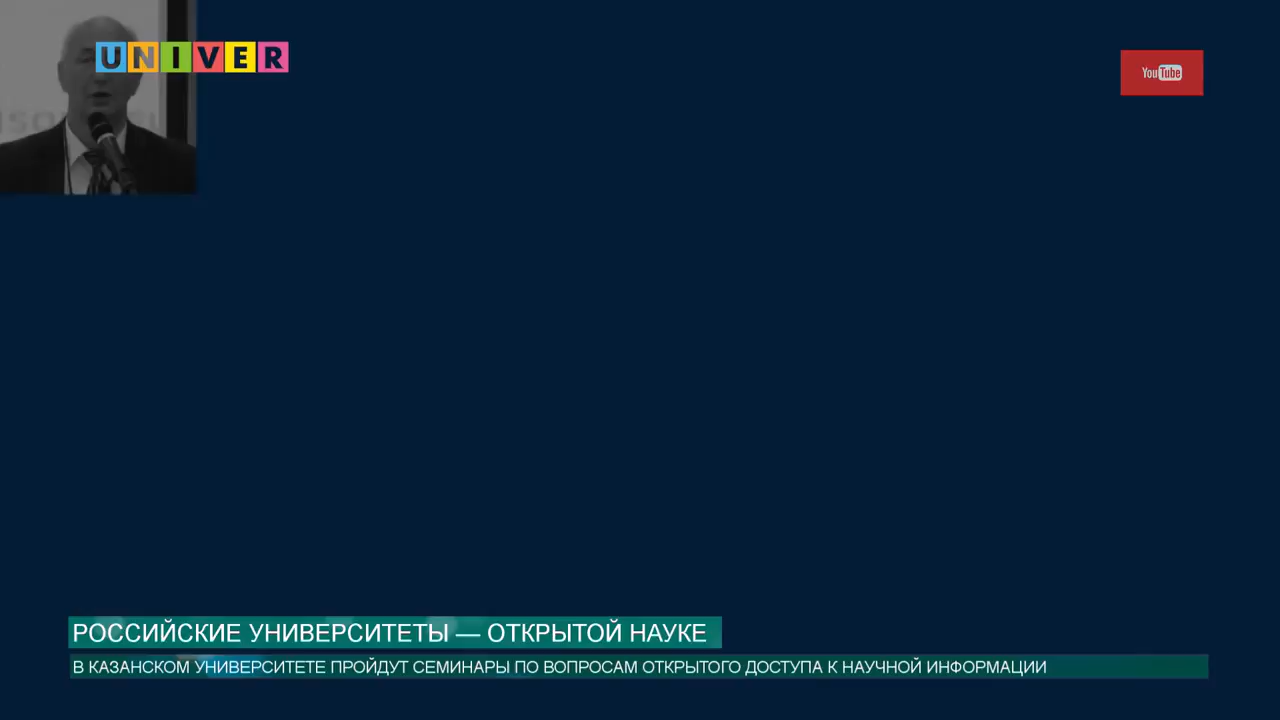 UNIVER
YouTube
РОССИЙСКИЕ УНИВЕРСИТЕТЫ — ОТКРЫТОЙ НАУКЕ
В КАЗАНСКОМ УНИВЕРСИТЕТЕ ПРОЙДУТ СЕМИНАРЫ ПО ВОПРОСАМ ОТКРЫТОГО ДОСТУПА К НАУЧНОЙ ИНФОРМАЦИИ